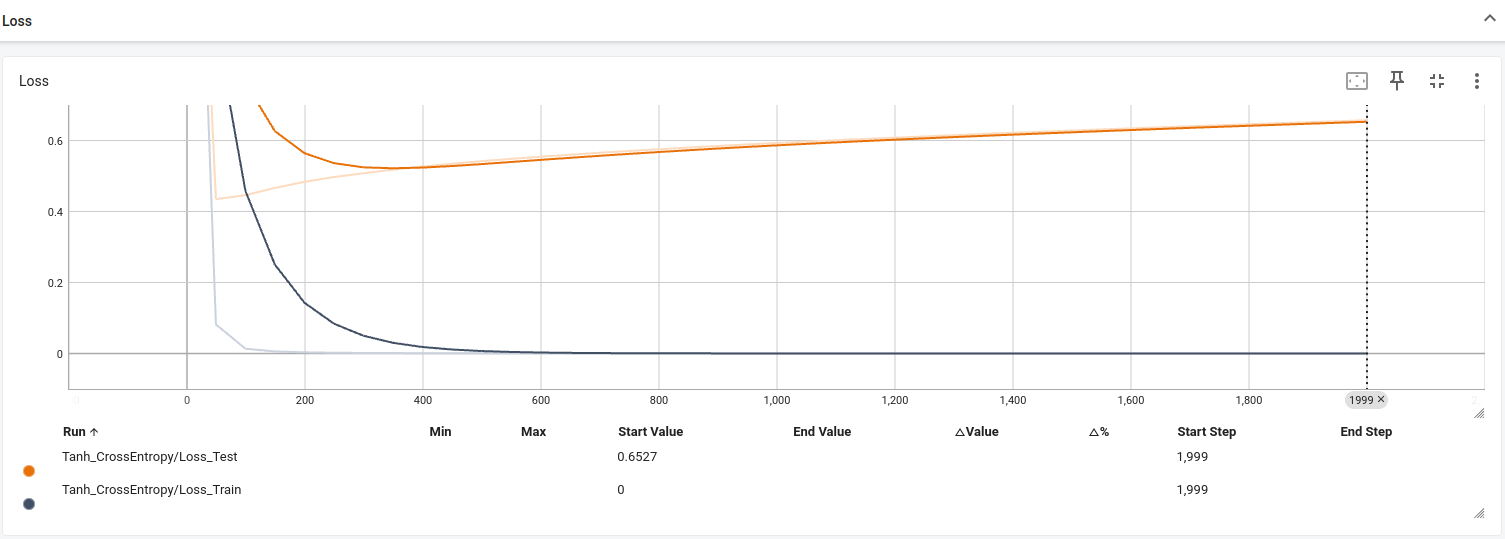 Loss
Loss
0.6
0.4
0.2
0
0 200 400 600 800 1,000 1,200 1,400 1,600 1,800 1999 ×
Run ↑ Min Max Start Value End Value △Value △% Start Step End Step
Tanh_CrossEntropy/Loss_Test 0.6527 1,999
Tanh_CrossEntropy/Loss_Train 0 1,999